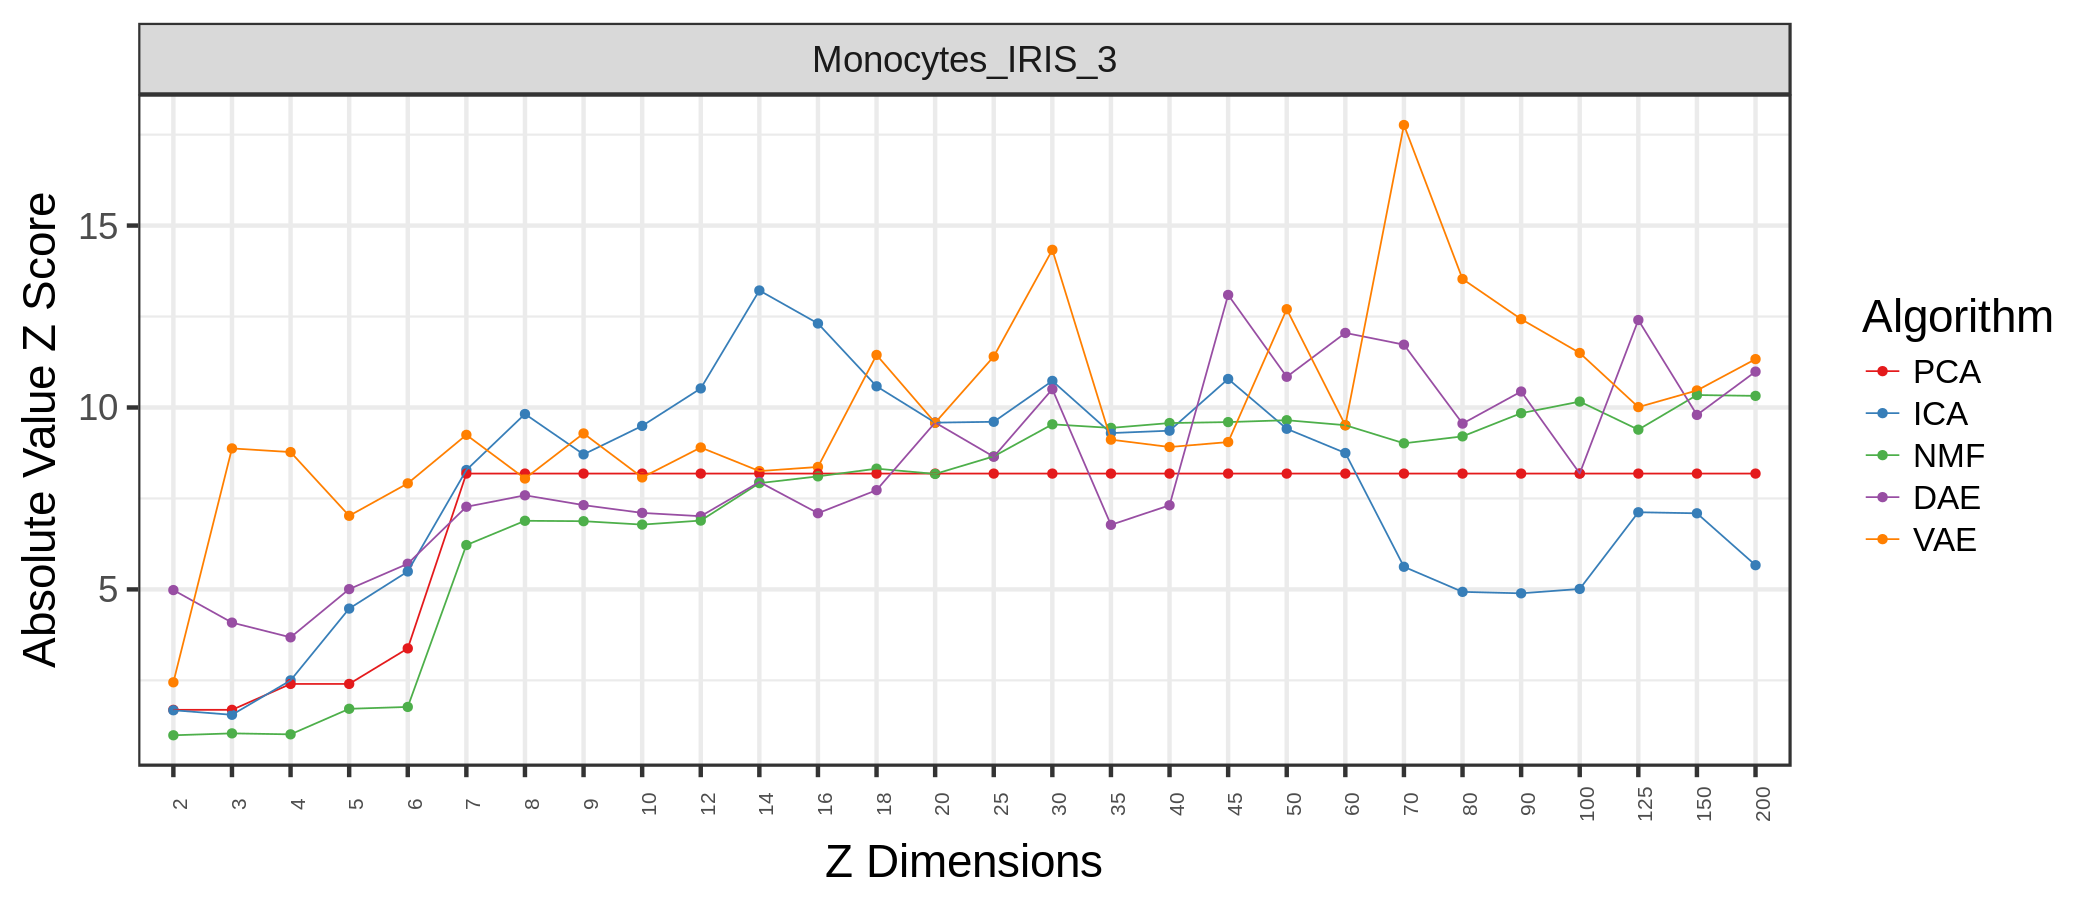 Monocytes_IRIS_3
Absolute Value Z Score
15
10
5
2 3 4 5 6 7 8 9 10 12 14 16 18 20 25 30 35 40 45 50 60 70 80 90 100 125 150 200
Z Dimensions
Algorithm
PCA
ICA
NMF
DAE
VAE